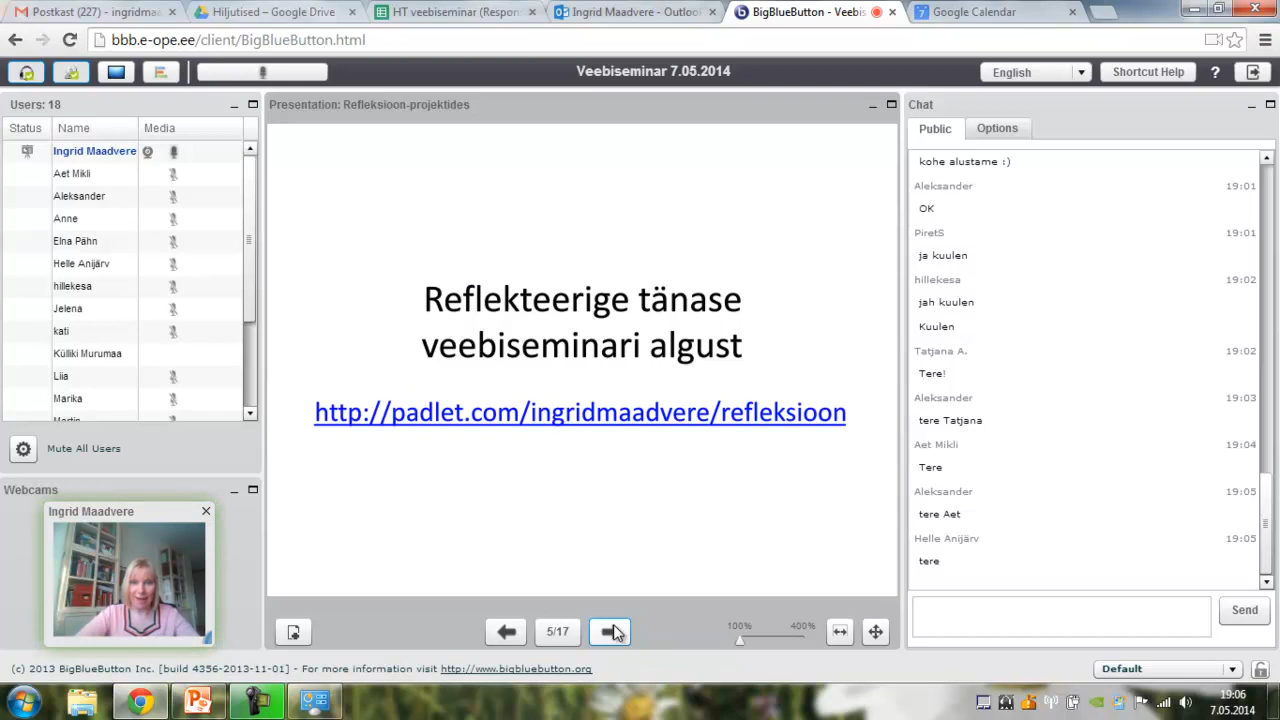 Postkast (227) - ingridmaa
Hiljutised – Google Drive
HT veebiseminar (Respon
Ingrid Maadvere - Outloo
BigBlueButton - Veebis
Google Calendar
bbb.e-ope.ee/client/BigBlueButton.html
Veebiseminar 7.05.2014
English
Shortcut Help
?
Users: 18
Status Name Media
Ingrid Maadvere
Aet Mikli
Aleksander
Anne
Elna Pähn
Helle Anijärv
hillekesa
Jelena
kati
Külliki Murumaa
Liia
Marika
Martin
Mute All Users
Webcams
Ingrid Maadvere
Presentation: Refleksioon-projektides
Reflekteerige tänase
veebiseminari algust
http://padlet.com/ingridmaadvere/refleksioon
5/17
100% 400%
Chat
Public Options
kohe alustame :)
Aleksander 19:01
OK
PiretS 19:01
ja kuulen
hillekesa 19:02
jah kuulen
Kuulen
Tatjana A. 19:02
Tere!
Aleksander 19:03
tere Tatjana
Aet Mikli 19:04
Tere
Aleksander 19:05
tere Aet
Helle Anijärv 19:05
tere
Send
(c) 2013 BigBlueButton Inc. [build 4356-2013-11-01] - For more information visit http://www.bigbluebutton.org
Default
19:06
7.05.2014